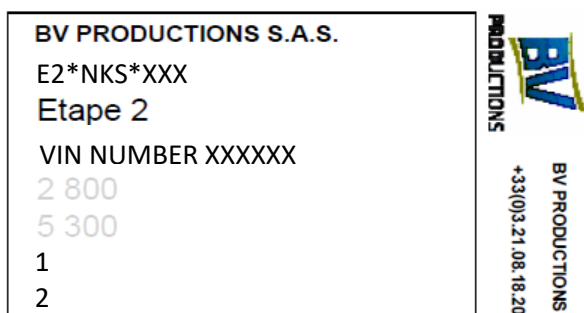 BV PRODUCTIONS S.A.S.
E2*NKS*XXX
Etape 2
VIN NUMBER XXXXXX
2 800
5 300
1
2
BV
PRODUCTIONS
BV PRODUCTIONS
+33(0)3.21.08.18.20